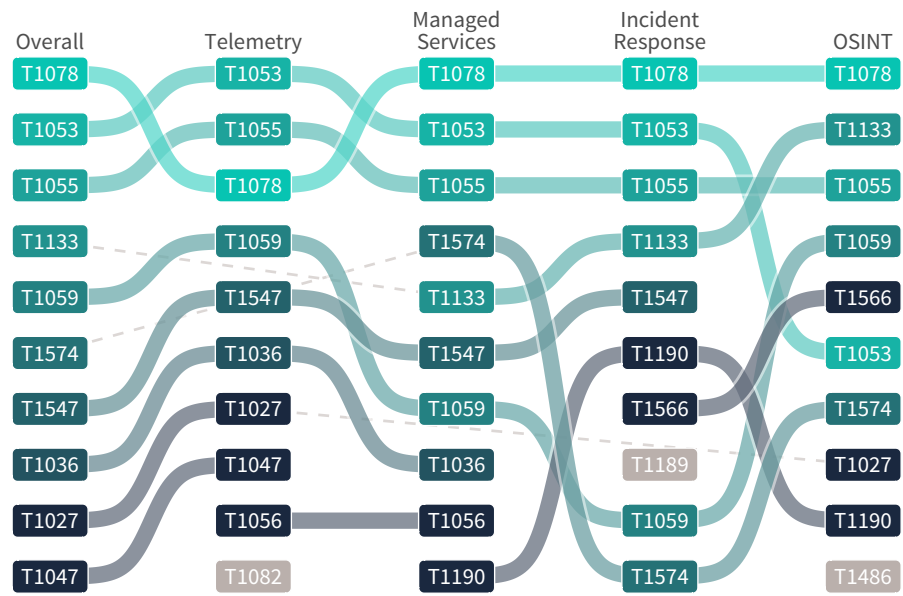 Overall Telemetry Managed Services Incident Response OSINT
T1078 T1053 T1078 T1078 T1078
T1053 T1055 T1053 T1053 T1133
T1055 T1078 T1055 T1055 T1055
T1133 T1059 T1574 T1133 T1059
T1059 T1547 T1133 T1547 T1566
T1574 T1036 T1547 T1190 T1053
T1547 T1027 T1059 T1566 T1574
T1036 T1047 T1036 T1189 T1027
T1027 T1056 T1056 T1059 T1190
T1047 T1082 T1190 T1574 T1486